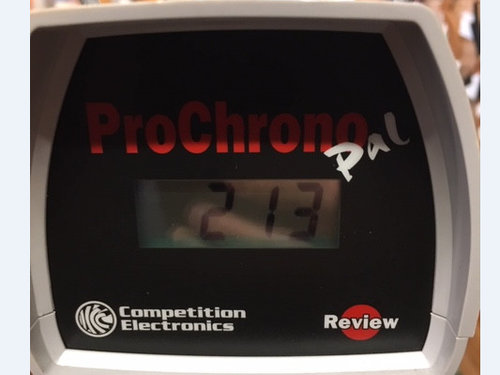 ProChrono
Pal
213
Competition
Electronics
Review